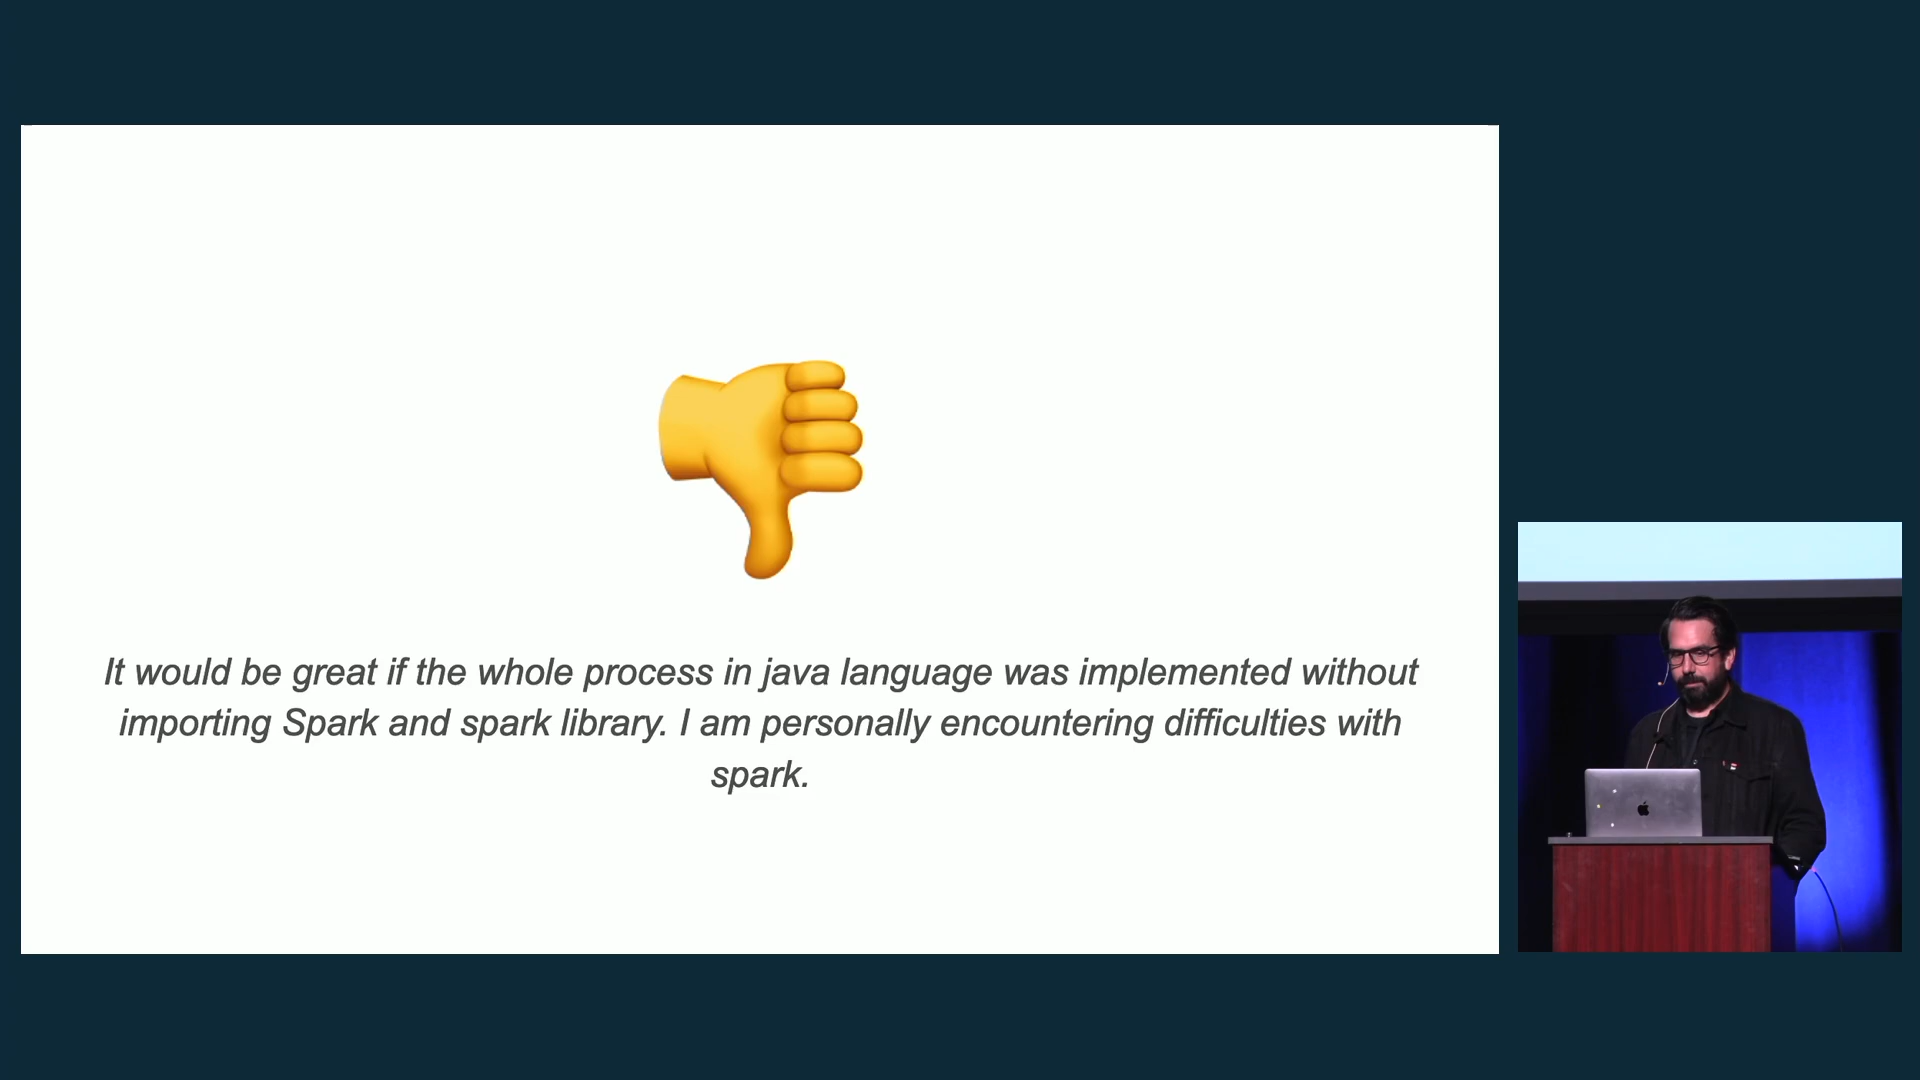 It would be great if the whole process in java language was implemented without
importing Spark and spark library. I am personally encountering difficulties with
spark.